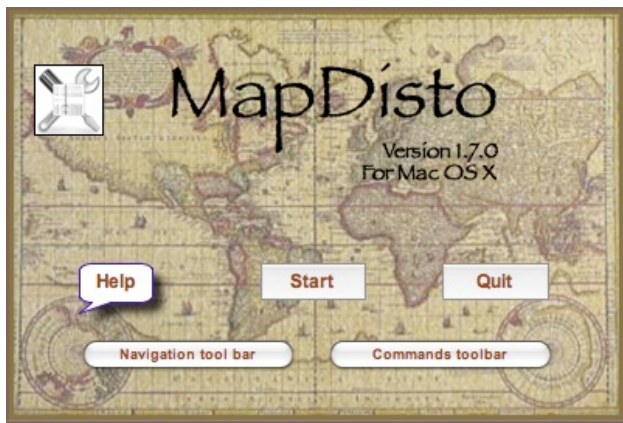 MapDisto
Version 1.7.0
For Mac OS X
Help
Start
Quit
Navigation tool bar
Commands toolbar